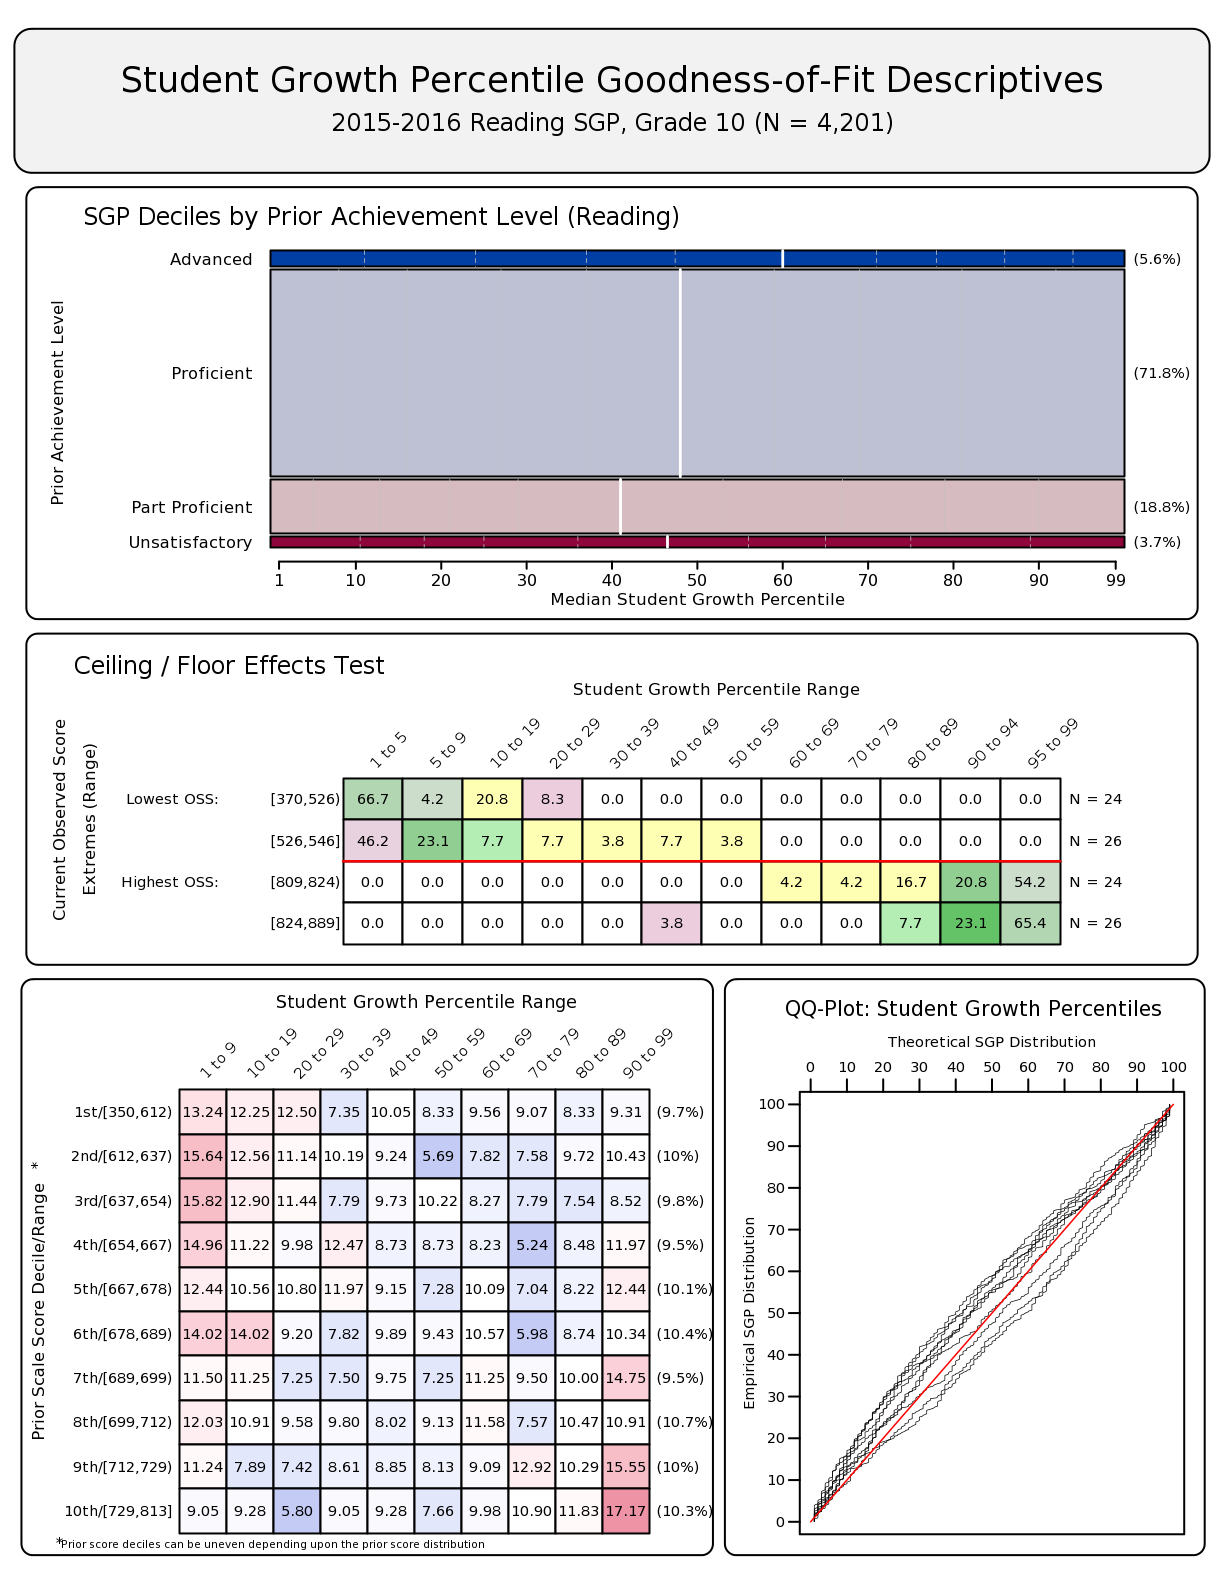 Student Growth Percentile Goodness-of-Fit Descriptives
2015-2016 Reading SGP, Grade 10 (N = 4,201)
SGP Deciles by Prior Achievement Level (Reading)
Prior Achievement Level
Advanced (5.6%)
Proficient (71.8%)
Part Proficient (18.8%)
Unsatisfactory (3.7%)
1 10 20 30 40 50 60 70 80 90 99
Median Student Growth Percentile
Ceiling / Floor Effects Test
Student Growth Percentile Range
Current Observed Score
Extremes (Range)
1 to 5 5 to 9 10 to 19 20 to 29 30 to 39 40 to 49 50 to 59 60 to 69 70 to 79 80 to 89 90 to 94 95 to 99
Lowest OSS: [370,526) 66.7 4.2 20.8 8.3 0.0 0.0 0.0 0.0 0.0 0.0 0.0 0.0 N = 24
[526,546] 46.2 23.1 7.7 7.7 3.8 7.7 3.8 0.0 0.0 0.0 0.0 0.0 N = 26
Highest OSS: [809,824) 0.0 0.0 0.0 0.0 0.0 0.0 0.0 4.2 4.2 16.7 20.8 54.2 N = 24
[824,889] 0.0 0.0 0.0 0.0 0.0 3.8 0.0 0.0 0.0 7.7 23.1 65.4 N = 26
Student Growth Percentile Range
Prior Scale Score Decile/Range *
1 to 9 10 to 19 20 to 29 30 to 39 40 to 49 50 to 59 60 to 69 70 to 79 80 to 89 90 to 99
1st/[350,612) 13.24 12.25 12.50 7.35 10.05 8.33 9.56 9.07 8.33 9.31 (9.7%)
2nd/[612,637) 15.64 12.56 11.14 10.19 9.24 5.69 7.82 7.58 9.72 10.43 (10%)
3rd/[637,654) 15.82 12.90 11.44 7.79 9.73 10.22 8.27 7.79 7.54 8.52 (9.8%)
4th/[654,667) 14.96 11.22 9.98 12.47 8.73 8.73 8.23 5.24 8.48 11.97 (9.5%)
5th/[667,678) 12.44 10.56 10.80 11.97 9.15 7.28 10.09 7.04 8.22 12.44 (10.1%)
6th/[678,689) 14.02 14.02 9.20 7.82 9.89 9.43 10.57 5.98 8.74 10.34 (10.4%)
7th/[689,699) 11.50 11.25 7.25 7.50 9.75 7.25 11.25 9.50 10.00 14.75 (9.5%)
8th/[699,712) 12.03 10.91 9.58 9.80 8.02 9.13 11.58 7.57 10.47 10.91 (10.7%)
9th/[712,729) 11.24 7.89 7.42 8.61 8.85 8.13 9.09 12.92 10.29 15.55 (10%)
10th/[729,813] 9.05 9.28 5.80 9.05 9.28 7.66 9.98 10.90 11.83 17.17 (10.3%)
*Prior score deciles can be uneven depending upon the prior score distribution
QQ-Plot: Student Growth Percentiles
Theoretical SGP Distribution
0 10 20 30 40 50 60 70 80 90 100
Empirical SGP Distribution
100
90
80
70
60
50
40
30
20
10
0